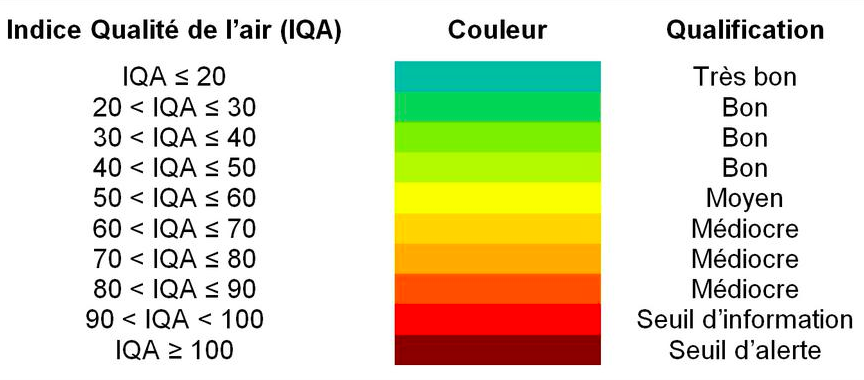 Indice Qualité de l’air (IQA) Couleur Qualification
IQA ≤ 20 Très bon
20 < IQA ≤ 30 Bon
30 < IQA ≤ 40 Bon
40 < IQA ≤ 50 Bon
50 < IQA ≤ 60 Moyen
60 < IQA ≤ 70 Médiocre
70 < IQA ≤ 80 Médiocre
80 < IQA ≤ 90 Médiocre
90 < IQA < 100 Seuil d’information
IQA ≥ 100 Seuil d’alerte